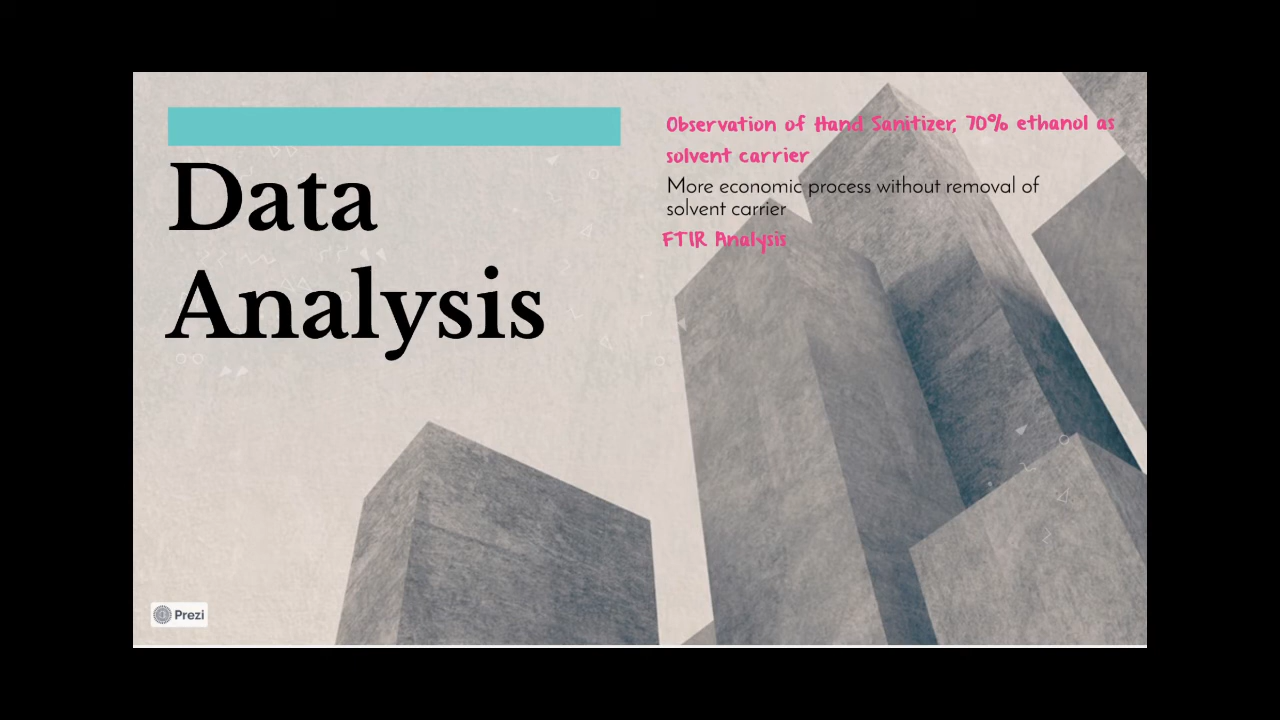 Data
Analysis
Observation of Hand Sanitizer, 70% ethanol as
solvent carrier
More economic process without removal of
solvent carrier
FTIR Analysis
Prezi